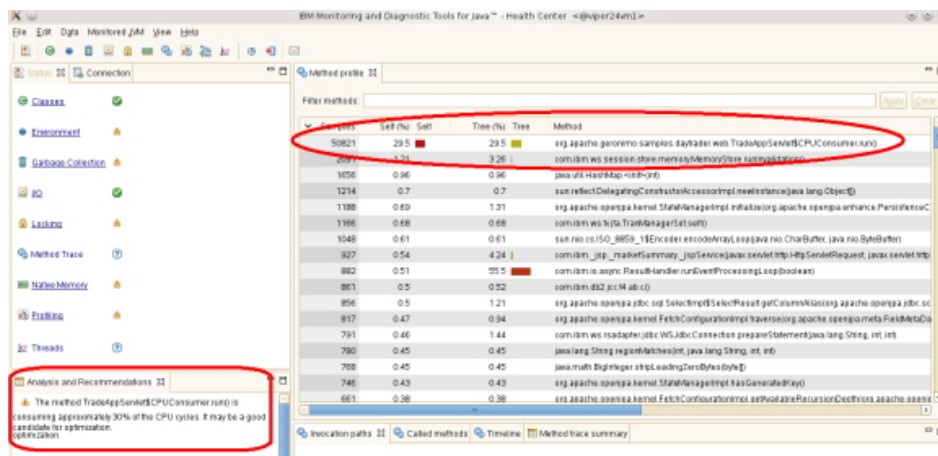 IBM Monitoring and Diagnostic Tools for Java™ - Health Center <@viper24vm1>
File Edit Data Monitored JVM View Help
Status Connection
Classes
Environment
Garbage Collection
I/O
Locking
Method Trace
Native Memory
Profiling
Threads
Analysis and Recommendations
The method TradeAppServlet$CPUConsumer.run() is
consuming approximately 30% of the CPU cycles. It may be a good
candidate for optimization.
optimization.
Method profile
Filter methods: Apply Clear
Samples Self (%) Self Tree (%) Tree Method
50821 29.5 29.5 org.apache.geronimo.samples.daytrader.web.TradeAppServlet$CPUConsumer.run()
1.21 3.26 com.ibm.ws.session.store.memory.MemoryStore.runInvalidation()
1656 0.96 0.96 java.util.HashMap.<init>(int)
1214 0.7 0.7 sun.reflect.DelegatingConstructorAccessorImpl.newInstance(java.lang.Object[])
1188 0.69 1.31 org.apache.openjpa.kernel.StateManagerImpl.initialize(org.apache.openjpa.enhance.PersistenceC
1166 0.68 0.68 com.ibm.ws.tx.jta.TranManagerSet.self()
1048 0.61 0.61 sun.nio.cs.ISO_8859_1$Encoder.encodeArrayLoop(java.nio.CharBuffer, java.nio.ByteBuffer)
927 0.54 4.24 com.ibm._jsp._marketSummary._jspService(javax.servlet.http.HttpServletRequest, javax.servlet.http
882 0.51 55.5 com.ibm.io.async.ResultHandler.runEventProcessingLoop(boolean)
861 0.5 0.52 com.ibm.db2.jcc.t4.ab.c()
856 0.5 1.21 org.apache.openjpa.jdbc.sql.SelectImpl$SelectResult.getColumnAlias(org.apache.openjpa.jdbc.sc
817 0.47 0.94 org.apache.openjpa.kernel.FetchConfigurationImpl.traverse(org.apache.openjpa.meta.FieldMetaDa
791 0.46 1.44 com.ibm.ws.rsadapter.jdbc.WSJdbcConnection.prepareStatement(java.lang.String, int, int)
780 0.45 0.45 java.lang.String.regionMatches(int, java.lang.String, int, int)
768 0.45 0.45 java.math.BigInteger.stripLeadingZeroBytes(byte[])
746 0.43 0.43 org.apache.openjpa.kernel.StateManagerImpl.hasGeneratedKey()
661 0.38 0.38 org.apache.openjpa.kernel.FetchConfigurationImpl.getAvailableRecursionDepth(org.apache.openjp
Invocation paths Called methods Timeline Method trace summary